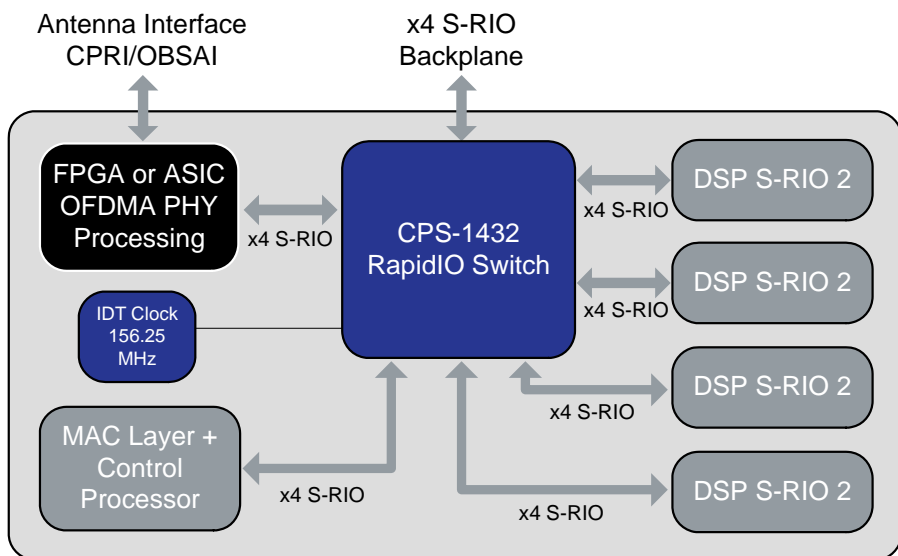 Antenna Interface
CPRI/OBSAI
x4 S-RIO
Backplane
FPGA or ASIC
OFDMA PHY
Processing
x4 S-RIO
CPS-1432
RapidIO Switch
x4 S-RIO
DSP S-RIO 2
x4 S-RIO
DSP S-RIO 2
IDT Clock
156.25
MHz
x4 S-RIO
DSP S-RIO 2
MAC Layer +
Control
Processor
x4 S-RIO
x4 S-RIO
DSP S-RIO 2